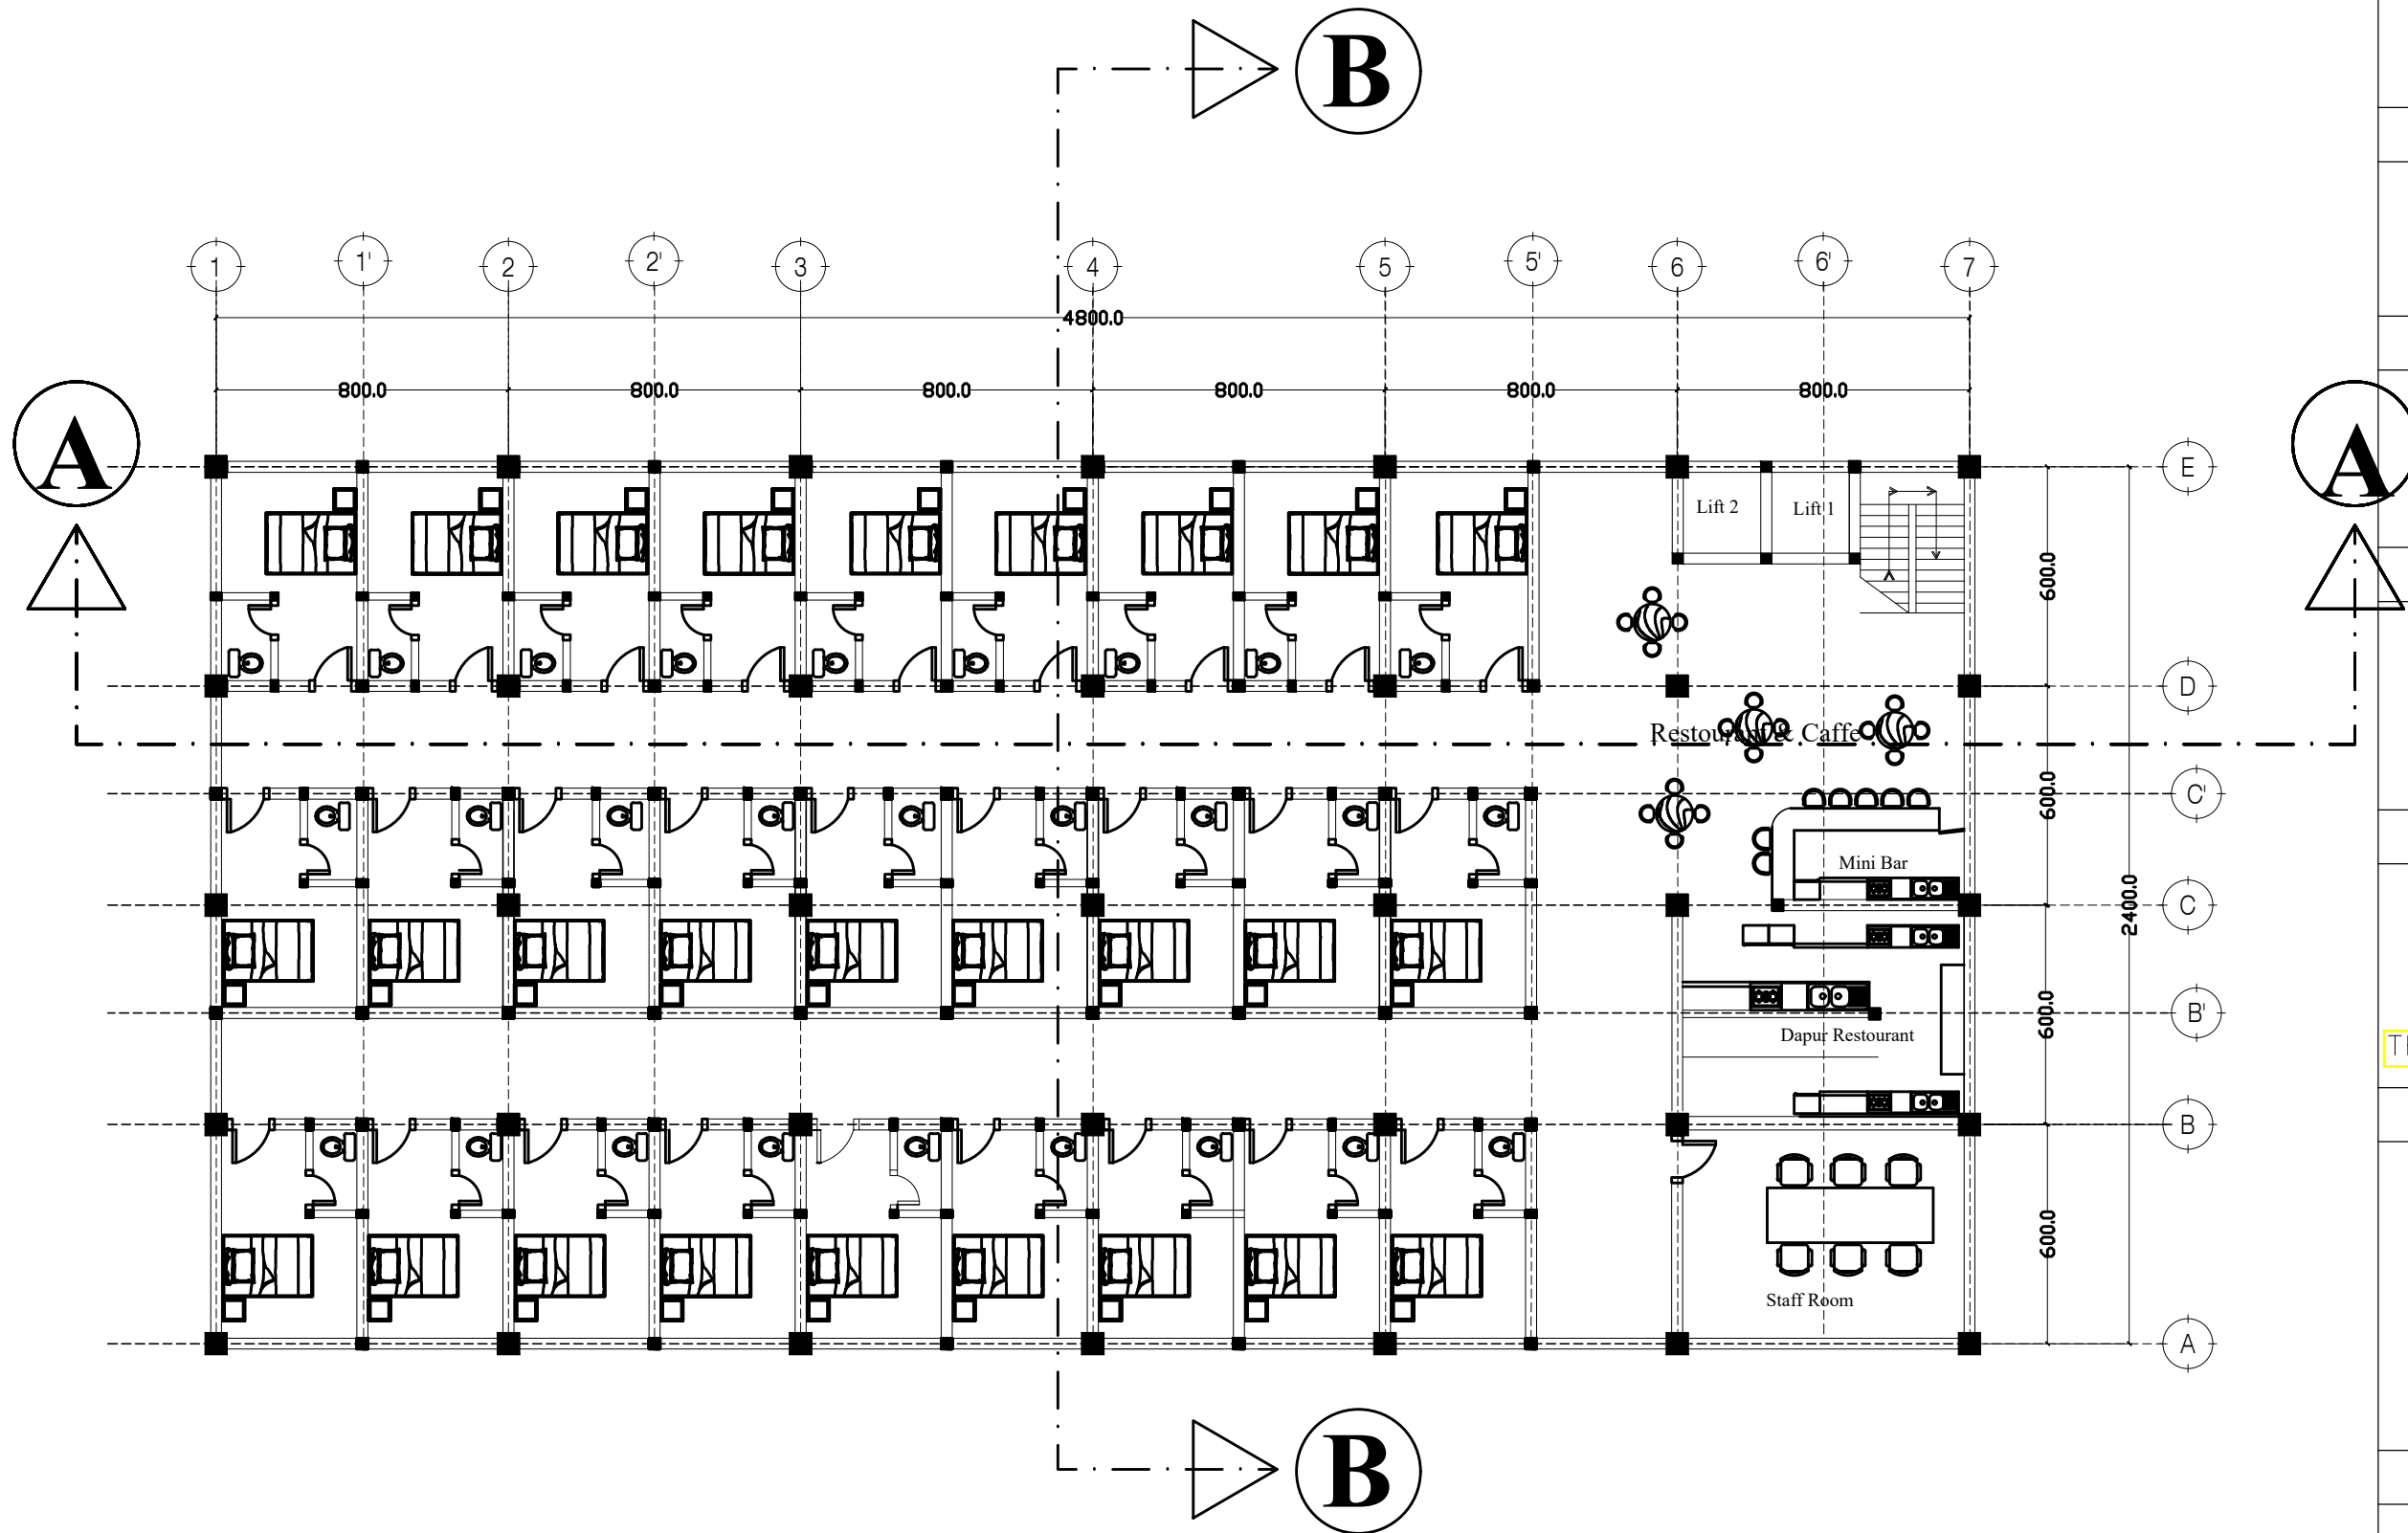 B
1 1' 2 2' 3 4 5 5' 6 6' 7
4800.0
800.0 800.0 800.0 800.0 800.0 800.0
A A
E
Lift 2 Lift 1
600.0
D
Restourant & Caffe
600.0
C'
Mini Bar
2400.0
C
600.0
B'
Dapur Restourant
B
600.0
Staff Room
A
B